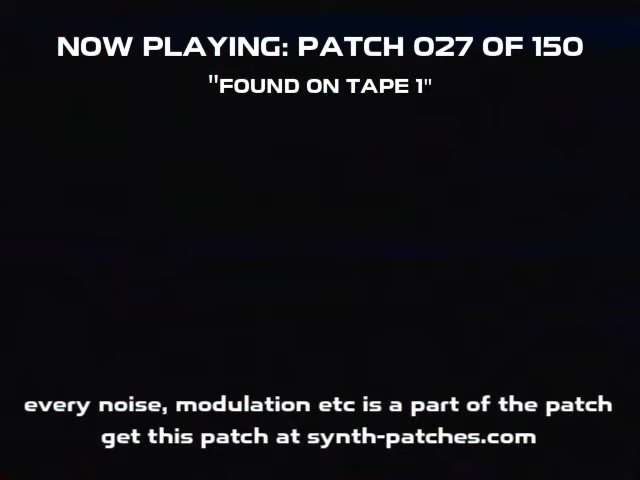 NOW PLAYING: PATCH 027 OF 150
"FOUND ON TAPE 1"
every noise, modulation etc is a part of the patch
get this patch at synth-patches.com